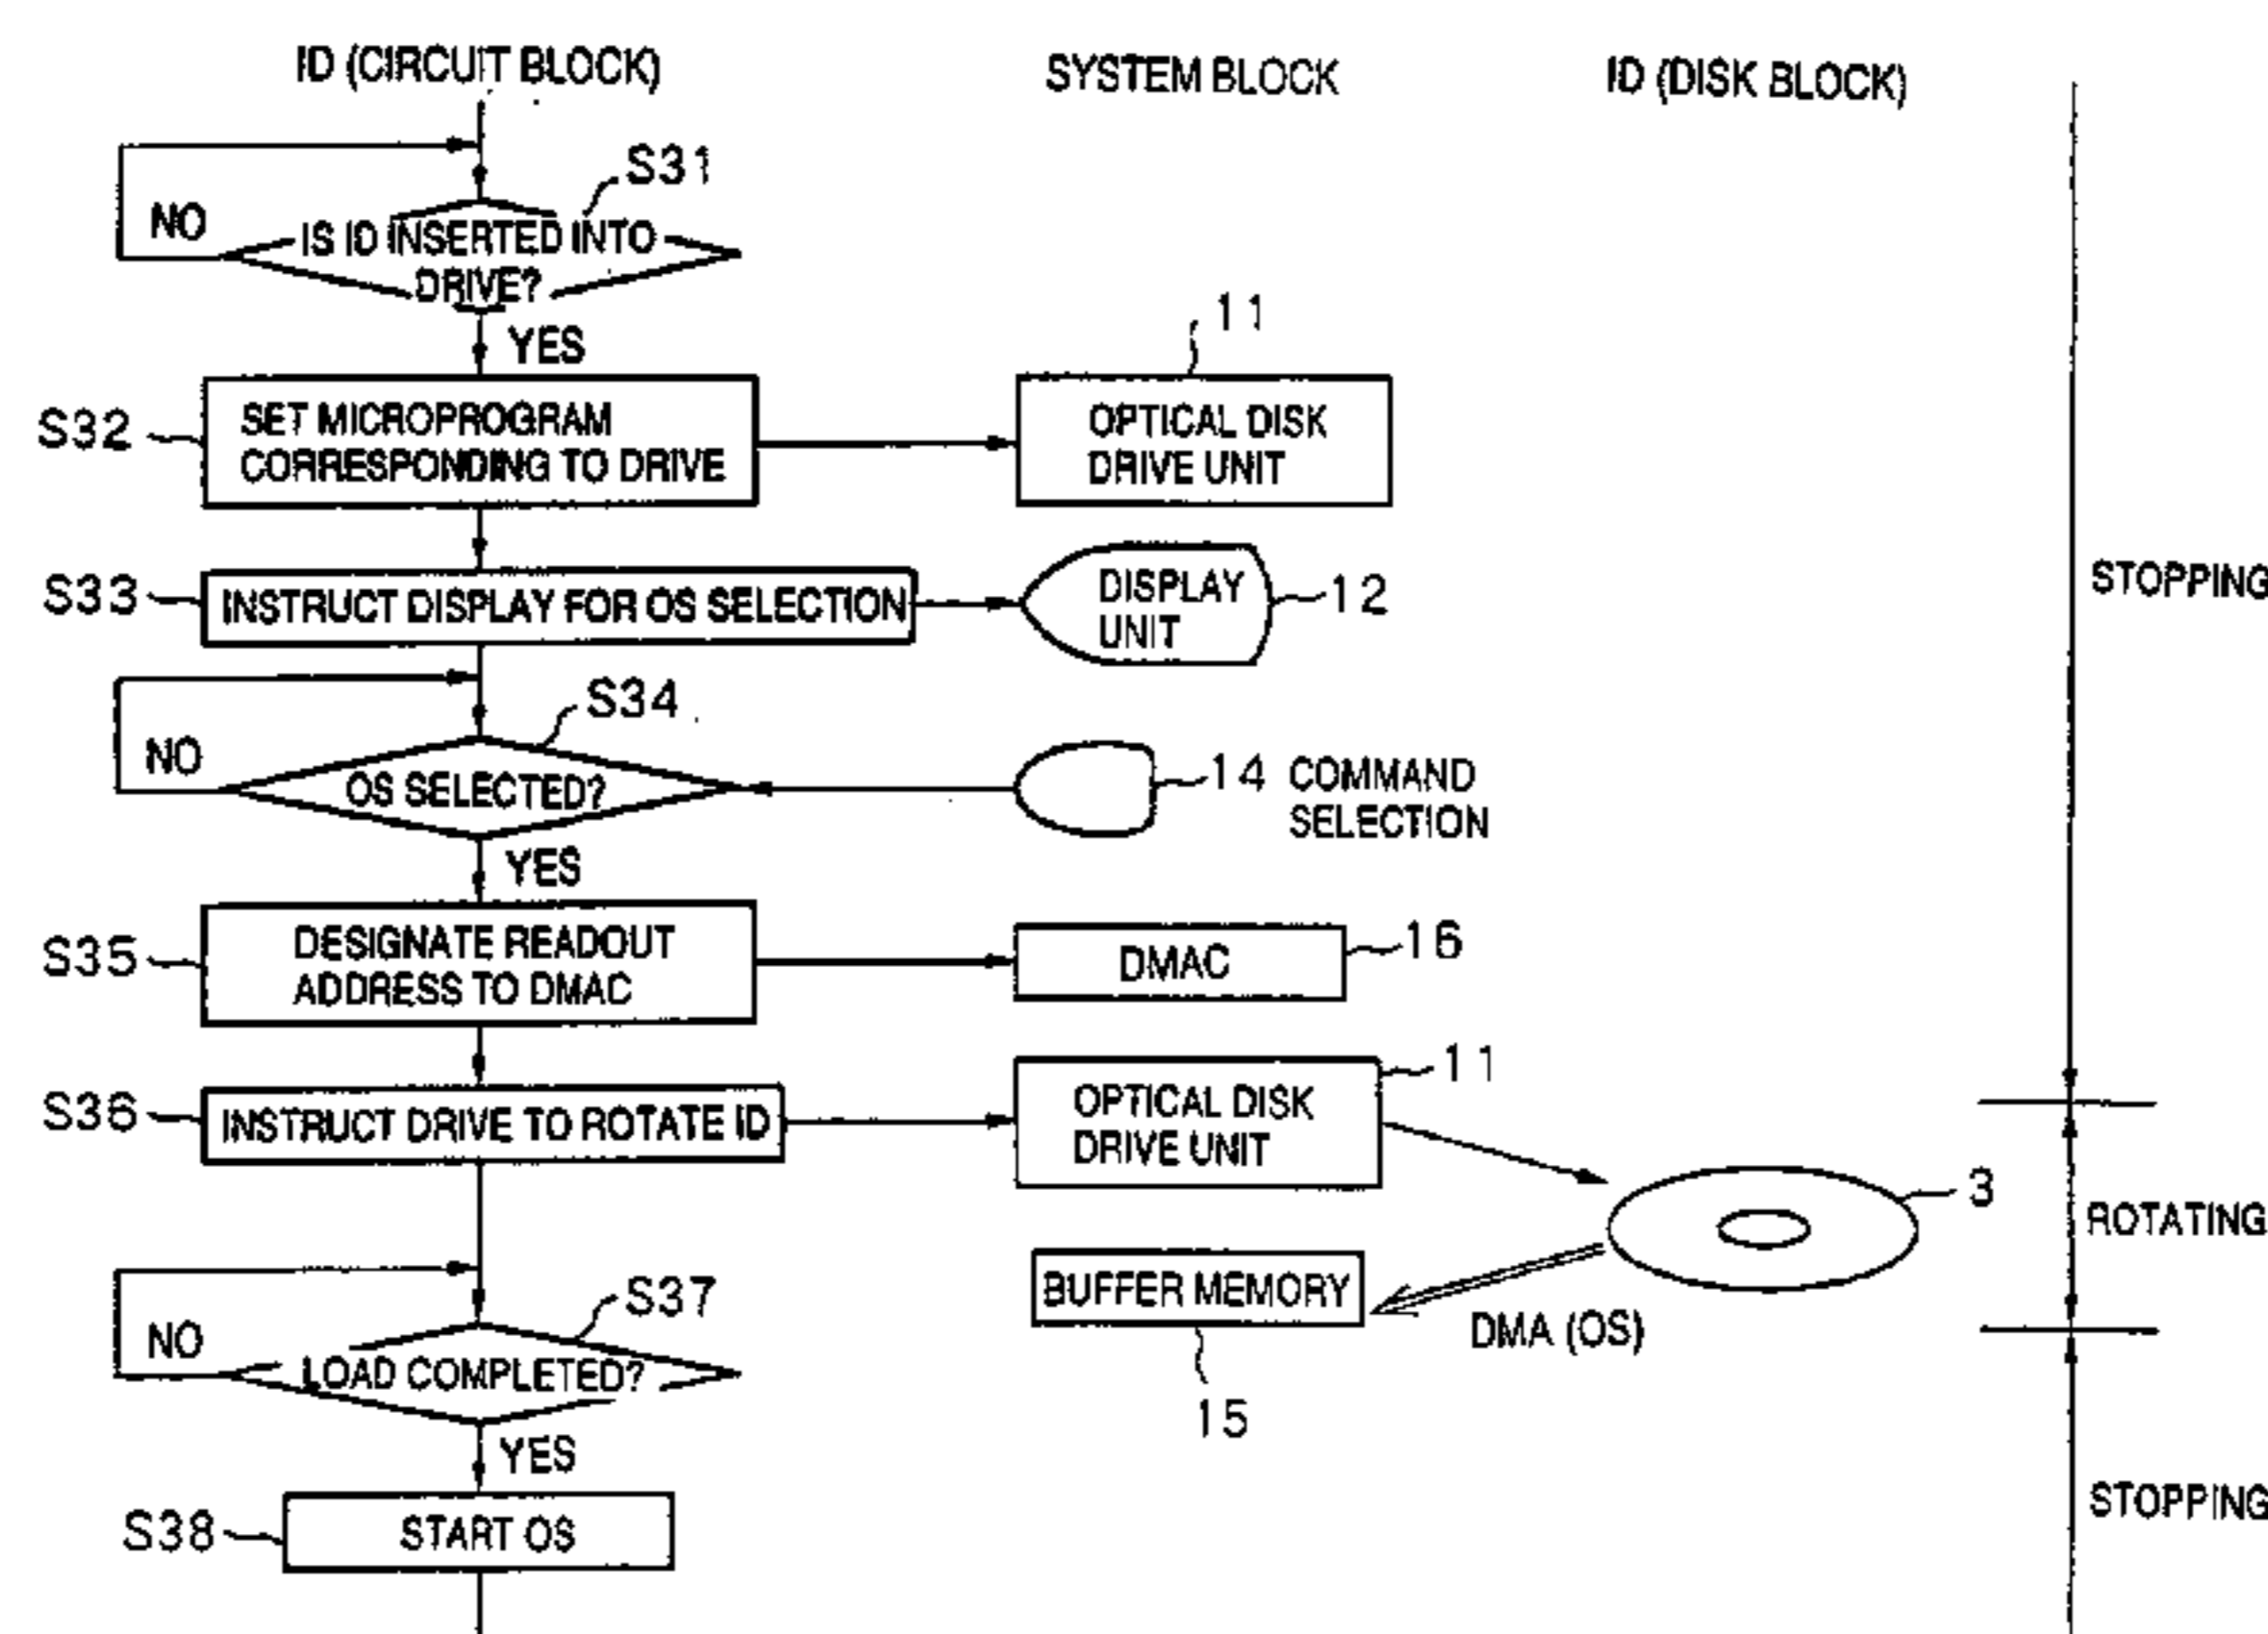 ID (CIRCUIT BLOCK)
SYSTEM BLOCK
ID (DISK BLOCK)
S31
NO
IS ID INSERTED INTO
DRIVE?
YES
11
S32
SET MICROPROGRAM
CORRESPONDING TO DRIVE
OPTICAL DISK
DRIVE UNIT
S33
INSTRUCT DISPLAY FOR OS SELECTION
DISPLAY
UNIT
12
STOPPING
S34
NO
OS SELECTED?
14
COMMAND
SELECTION
YES
S35
DESIGNATE READOUT
ADDRESS TO DMAC
DMAC
16
S36
INSTRUCT DRIVE TO ROTATE ID
OPTICAL DISK
DRIVE UNIT
11
3
ROTATING
BUFFER MEMORY
15
DMA (OS)
S37
NO
LOAD COMPLETED?
YES
S38
START OS
STOPPING